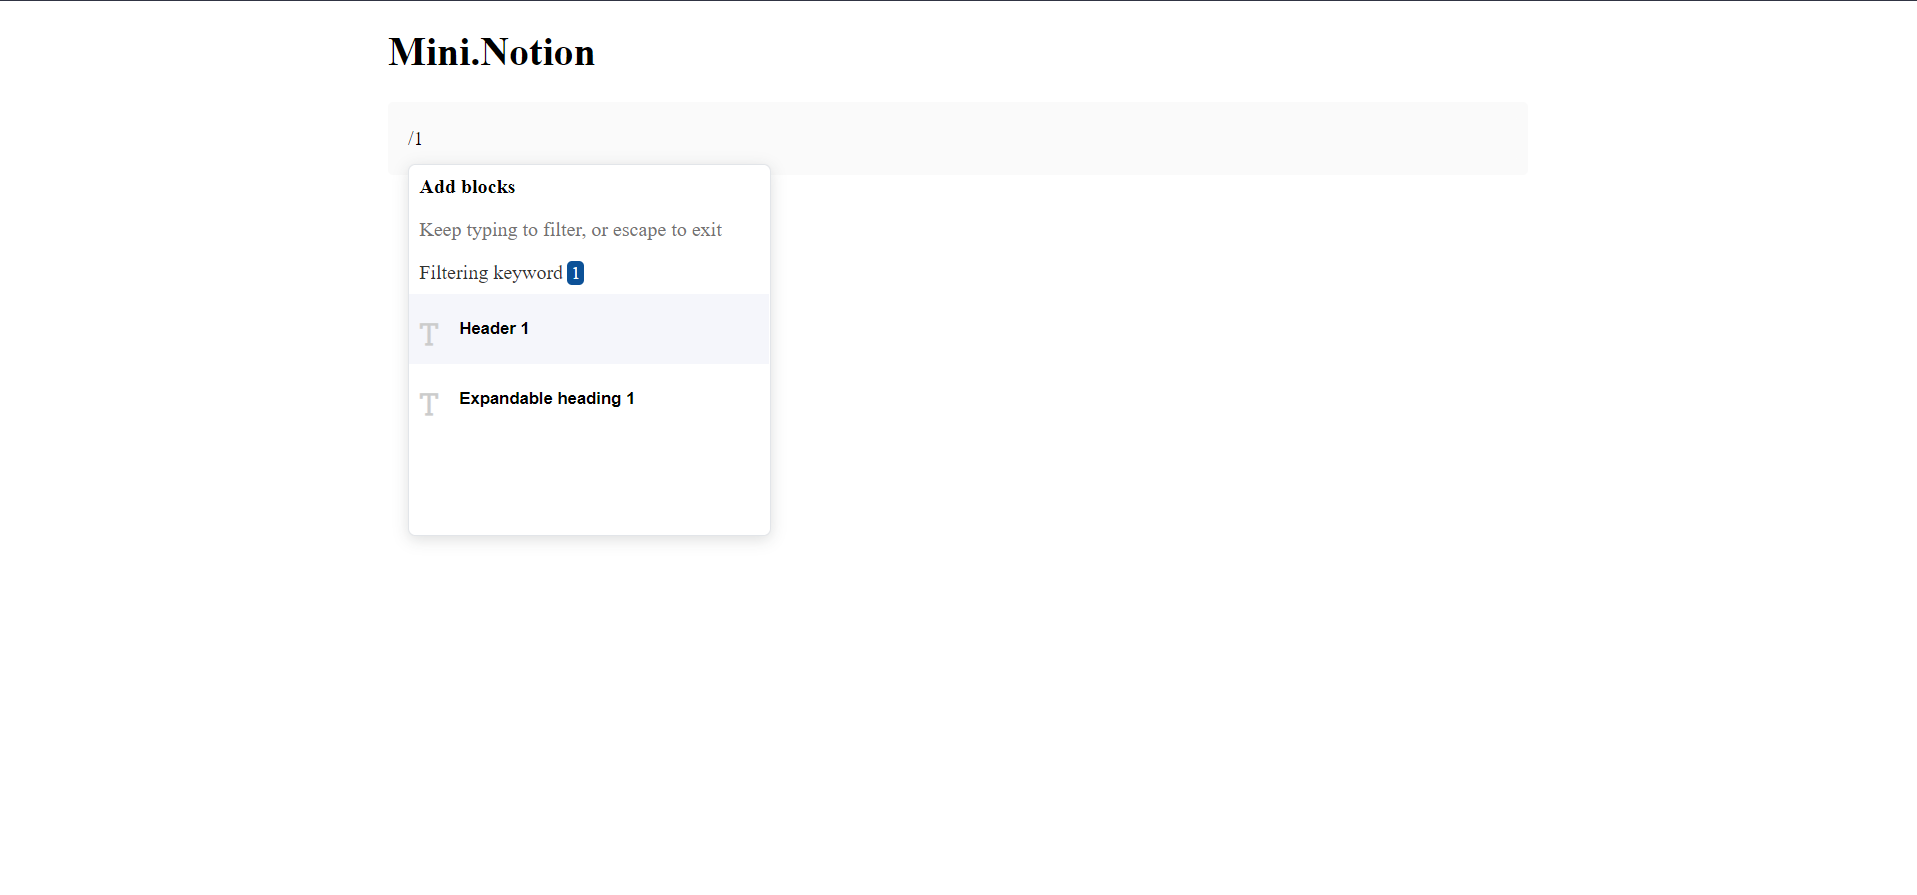 Mini.Notion
/1
Add blocks
Keep typing to filter, or escape to exit
Filtering keyword 1
Header 1
Expandable heading 1